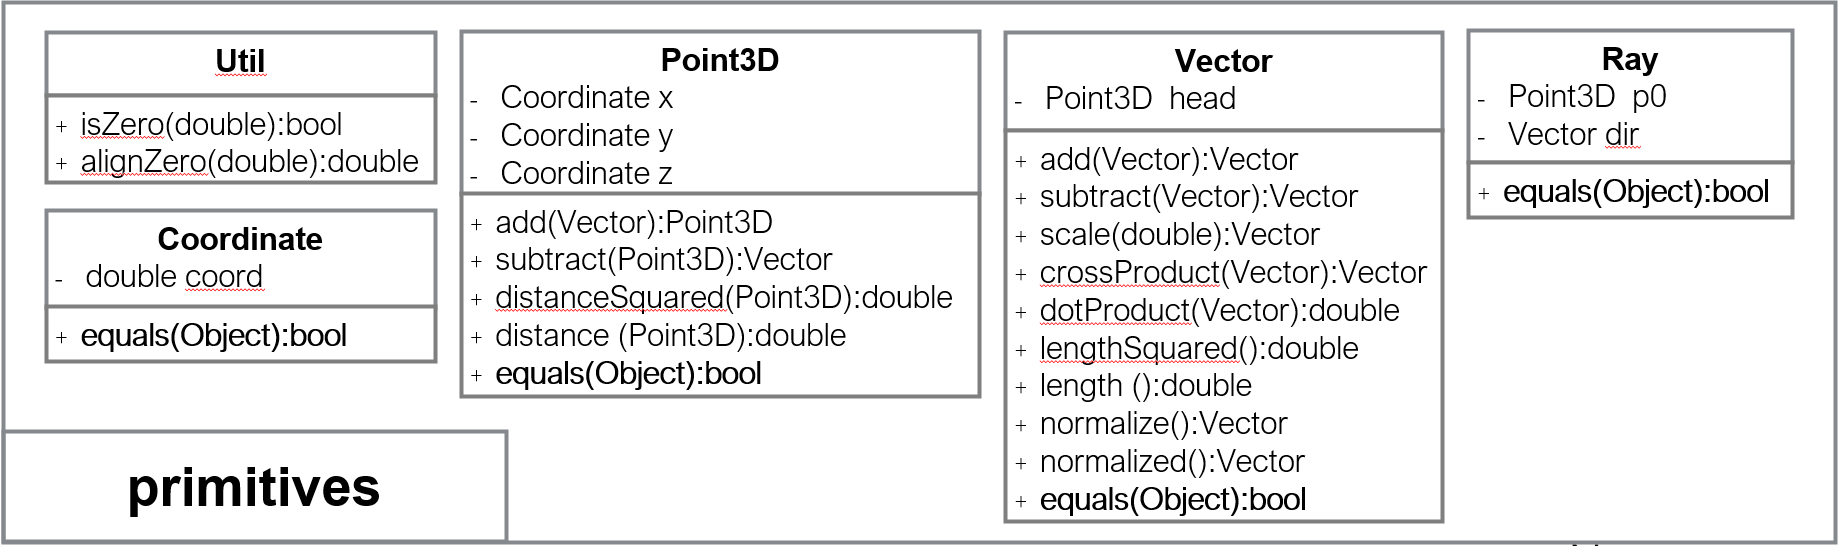 Util
+ isZero(double):bool
+ alignZero(double):double
Coordinate
- double coord
+ equals(Object):bool
Point3D
- Coordinate x
- Coordinate y
- Coordinate z
+ add(Vector):Point3D
+ subtract(Point3D):Vector
+ distanceSquared(Point3D):double
+ distance (Point3D):double
+ equals(Object):bool
Vector
- Point3D head
+ add(Vector):Vector
+ subtract(Vector):Vector
+ scale(double):Vector
+ crossProduct(Vector):Vector
+ dotProduct(Vector):double
+ lengthSquared():double
+ length ():double
+ normalize():Vector
+ normalized():Vector
+ equals(Object):bool
Ray
- Point3D p0
- Vector dir
+ equals(Object):bool
primitives